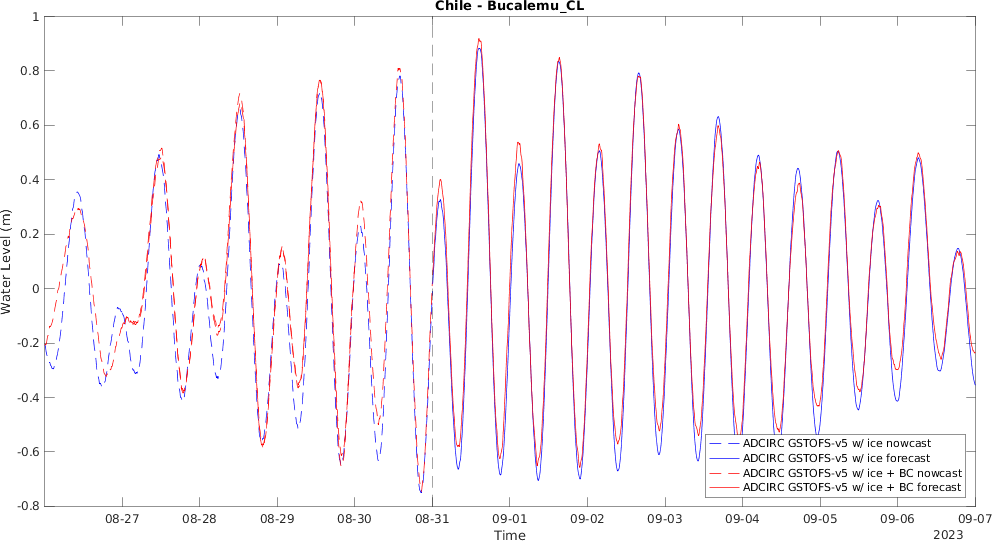 Chile - Bucalemu_CL
Water Level (m)
1
0.8
0.6
0.4
0.2
0
-0.2
-0.4
-0.6
-0.8
ADCIRC GSTOFS-v5 w/ ice nowcast
ADCIRC GSTOFS-v5 w/ ice forecast
ADCIRC GSTOFS-v5 w/ ice + BC nowcast
ADCIRC GSTOFS-v5 w/ ice + BC forecast
08-27 08-28 08-29 08-30 08-31 09-01 09-02 09-03 09-04 09-05 09-06 09-07
Time
2023